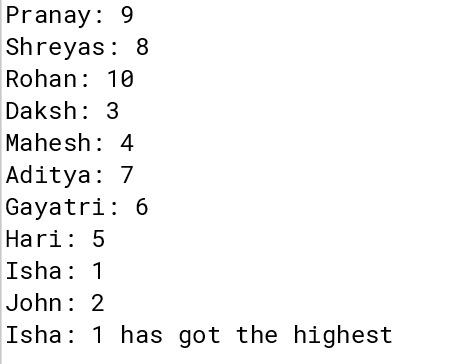 Pranay: 9
Shreyas: 8
Rohan: 10
Daksh: 3
Mahesh: 4
Aditya: 7
Gayatri: 6
Hari: 5
Isha: 1
John: 2
Isha: 1 has got the highest